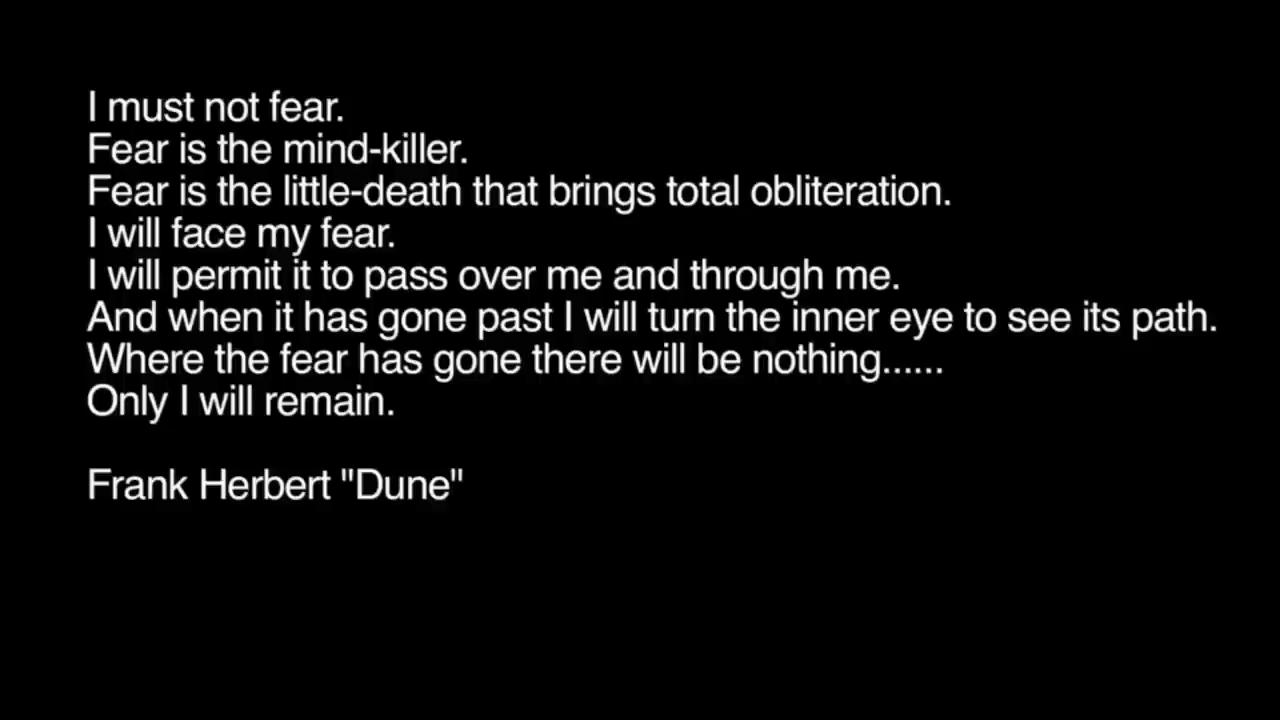 I must not fear.
Fear is the mind-killer.
Fear is the little-death that brings total obliteration.
I will face my fear.
I will permit it to pass over me and through me.
And when it has gone past I will turn the inner eye to see its path.
Where the fear has gone there will be nothing......
Only I will remain.
Frank Herbert "Dune"